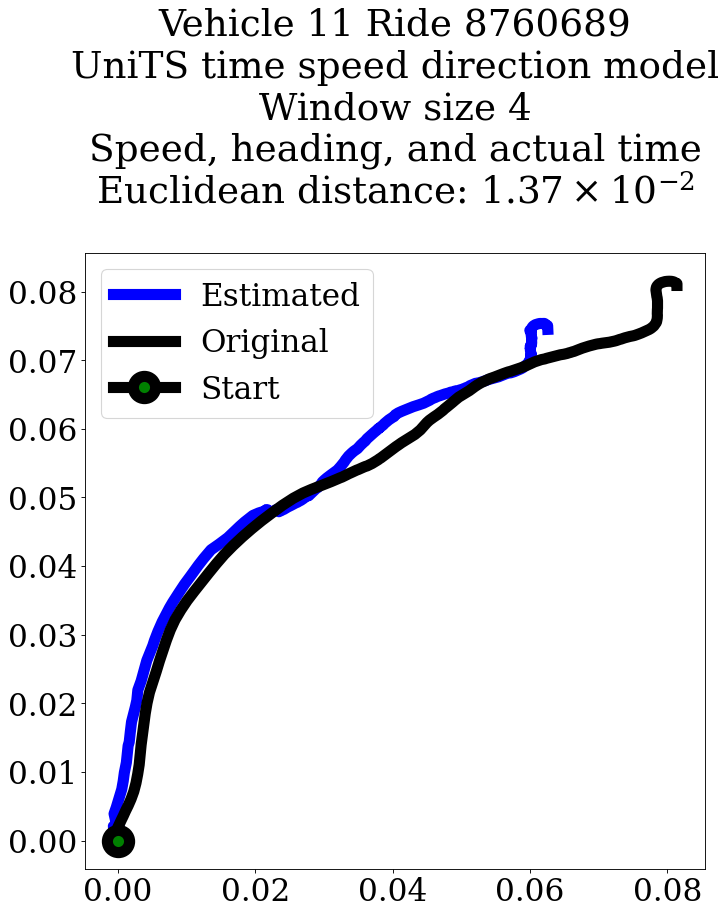 Vehicle 11 Ride 8760689
UniTS time speed direction model
Window size 4
Speed, heading, and actual time
Euclidean distance: 1.37 × 10⁻²
Estimated
Original
Start
0.08
0.07
0.06
0.05
0.04
0.03
0.02
0.01
0.00
0.00 0.02 0.04 0.06 0.08